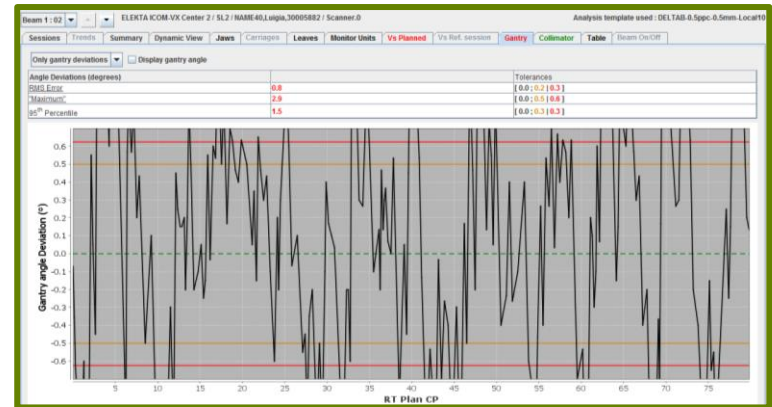 Beam 1 : 02 ELEKTA ICOM-VX Center 2 / SL2 / NAME40,Luigia,30005882 / Scanner.0 Analysis template used : DELTAB-0.5ppc-0.5mm-Local10
Sessions Trends Summary Dynamic View Jaws Carriages Leaves Monitor Units Vs Planned Vs Ref. session Gantry Collimator Table Beam On/Off
Only gantry deviations Display gantry angle
Angle Deviations (degrees) Tolerances
RMS Error 0.8 [ 0.0 ; 0.2 | 0.3 ]
"Maximum" 2.9 [ 0.0 ; 0.5 | 0.6 ]
95th Percentile 1.5 [ 0.0 ; 0.3 | 0.3 ]
Gantry angle Deviation (°)
0.6
0.5
0.4
0.3
0.2
0.1
0.0
-0.1
-0.2
-0.3
-0.4
-0.5
-0.6
5 10 15 20 25 30 35 40 45 50 55 60 65 70 75
RT Plan CP